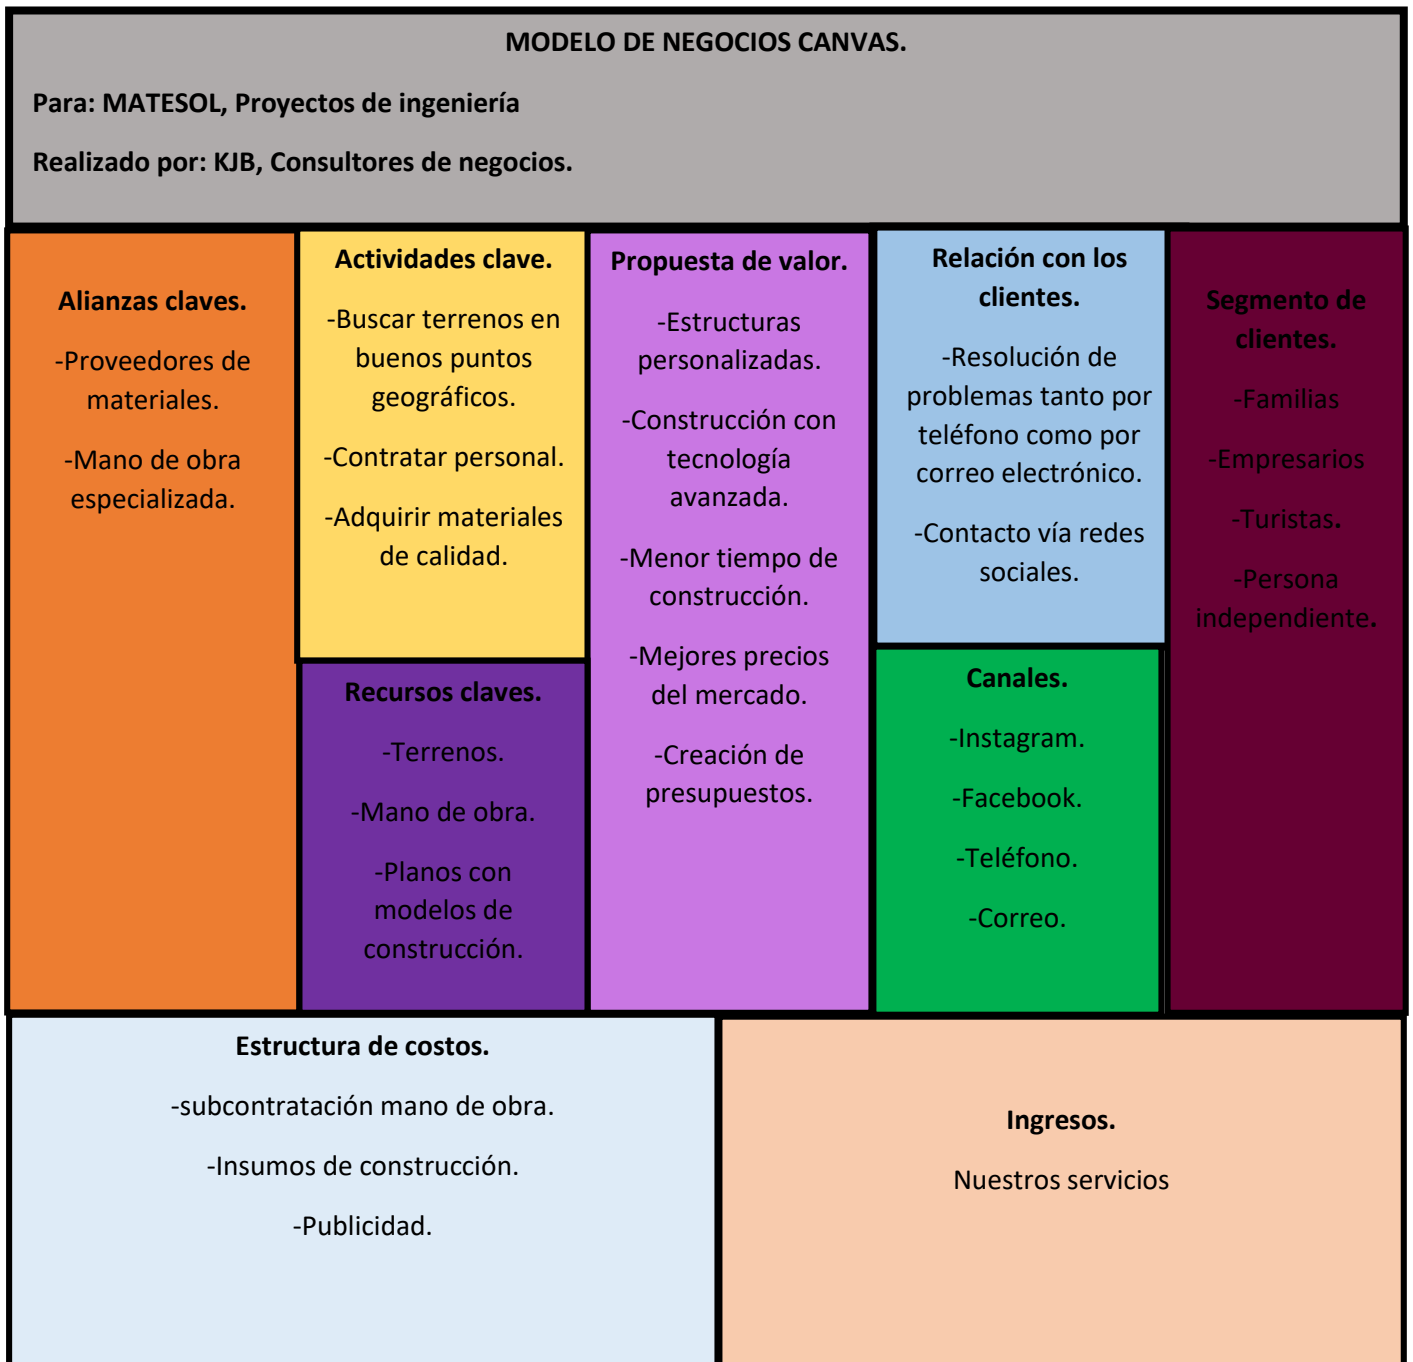 MODELO DE NEGOCIOS CANVAS.
Para: MATESOL, Proyectos de ingeniería
Realizado por: KJB, Consultores de negocios.
Alianzas claves.
-Proveedores de
materiales.
-Mano de obra
especializada.
Actividades clave.
-Buscar terrenos en
buenos puntos
geográficos.
-Contratar personal.
-Adquirir materiales
de calidad.
Recursos claves.
-Terrenos.
-Mano de obra.
-Planos con
modelos de
construcción.
Propuesta de valor.
-Estructuras
personalizadas.
-Construcción con
tecnología
avanzada.
-Menor tiempo de
construcción.
-Mejores precios
del mercado.
-Creación de
presupuestos.
Relación con los
clientes.
-Resolución de
problemas tanto por
teléfono como por
correo electrónico.
-Contacto vía redes
sociales.
Canales.
-Instagram.
-Facebook.
-Teléfono.
-Correo.
Segmento de
clientes.
-Familias
-Empresarios
-Turistas.
-Persona
independiente.
Estructura de costos.
-subcontratación mano de obra.
-Insumos de construcción.
-Publicidad.
Ingresos.
Nuestros servicios